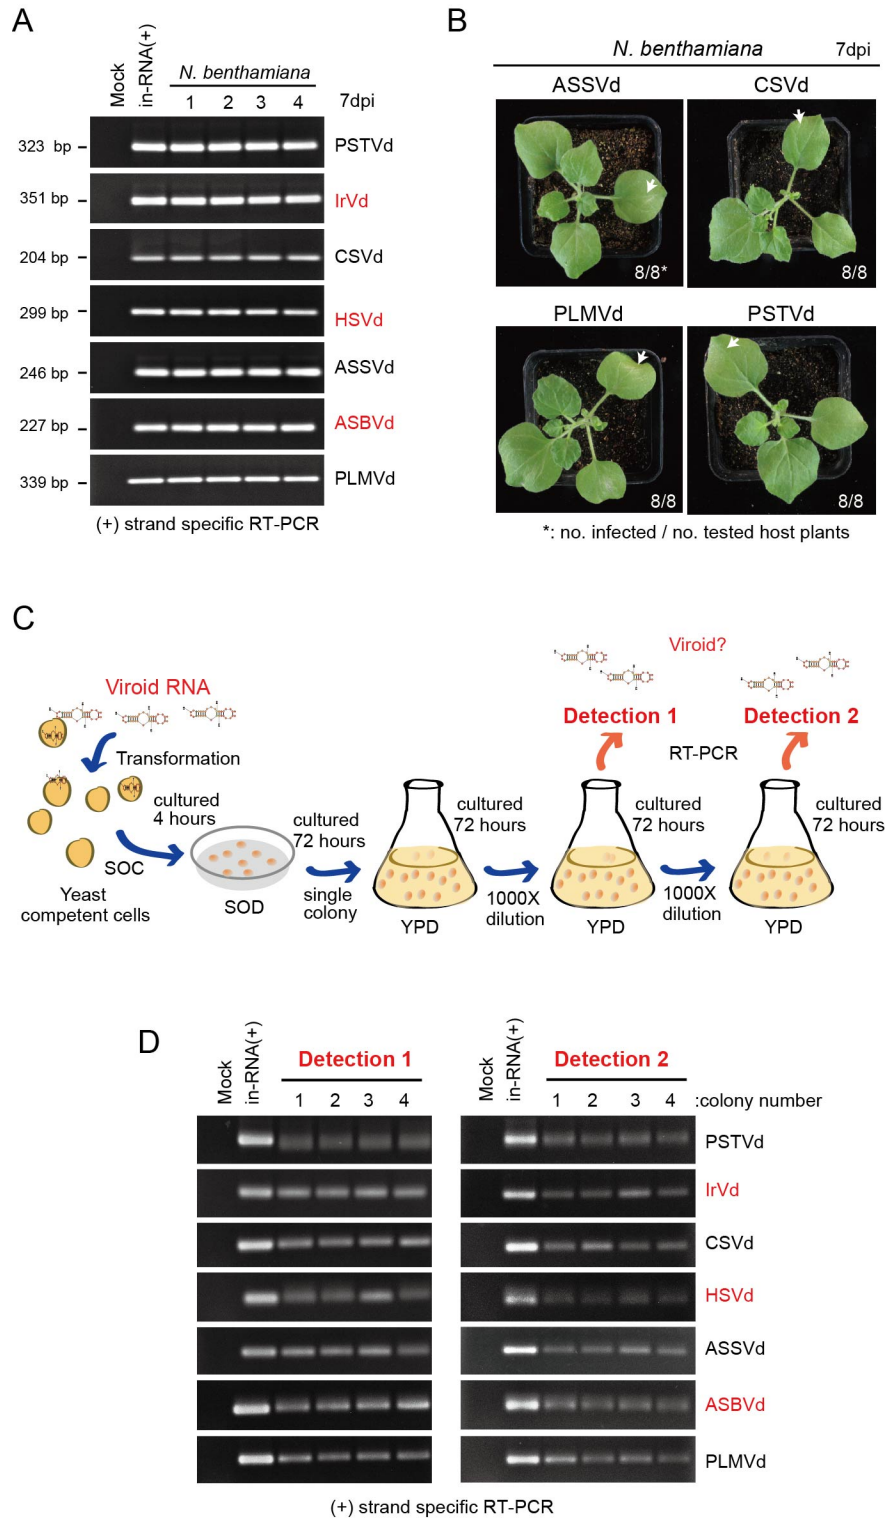 A
Mock
in-RNA(+)
N. benthamiana
1 2 3 4 7dpi
323 bp PSTVd
351 bp IrVd
204 bp CSVd
299 bp HSVd
246 bp ASSVd
227 bp ASBVd
339 bp PLMVd
(+) strand specific RT-PCR
B
N. benthamiana 7dpi
ASSVd CSVd
8/8* 8/8
PLMVd PSTVd
8/8 8/8
*: no. infected / no. tested host plants
C
Viroid RNA
Transformation
cultured
4 hours
SOC
Yeast
competent cells
SOD
cultured
72 hours
single
colony
YPD
cultured
72 hours
1000X
dilution
YPD
Viroid?
Detection 1
RT-PCR
cultured
72 hours
1000X
dilution
YPD
Detection 2
cultured
72 hours
D
Mock
in-RNA(+)
Detection 1
1 2 3 4
Mock
in-RNA(+)
Detection 2
1 2 3 4 :colony number
PSTVd
IrVd
CSVd
HSVd
ASSVd
ASBVd
PLMVd
(+) strand specific RT-PCR